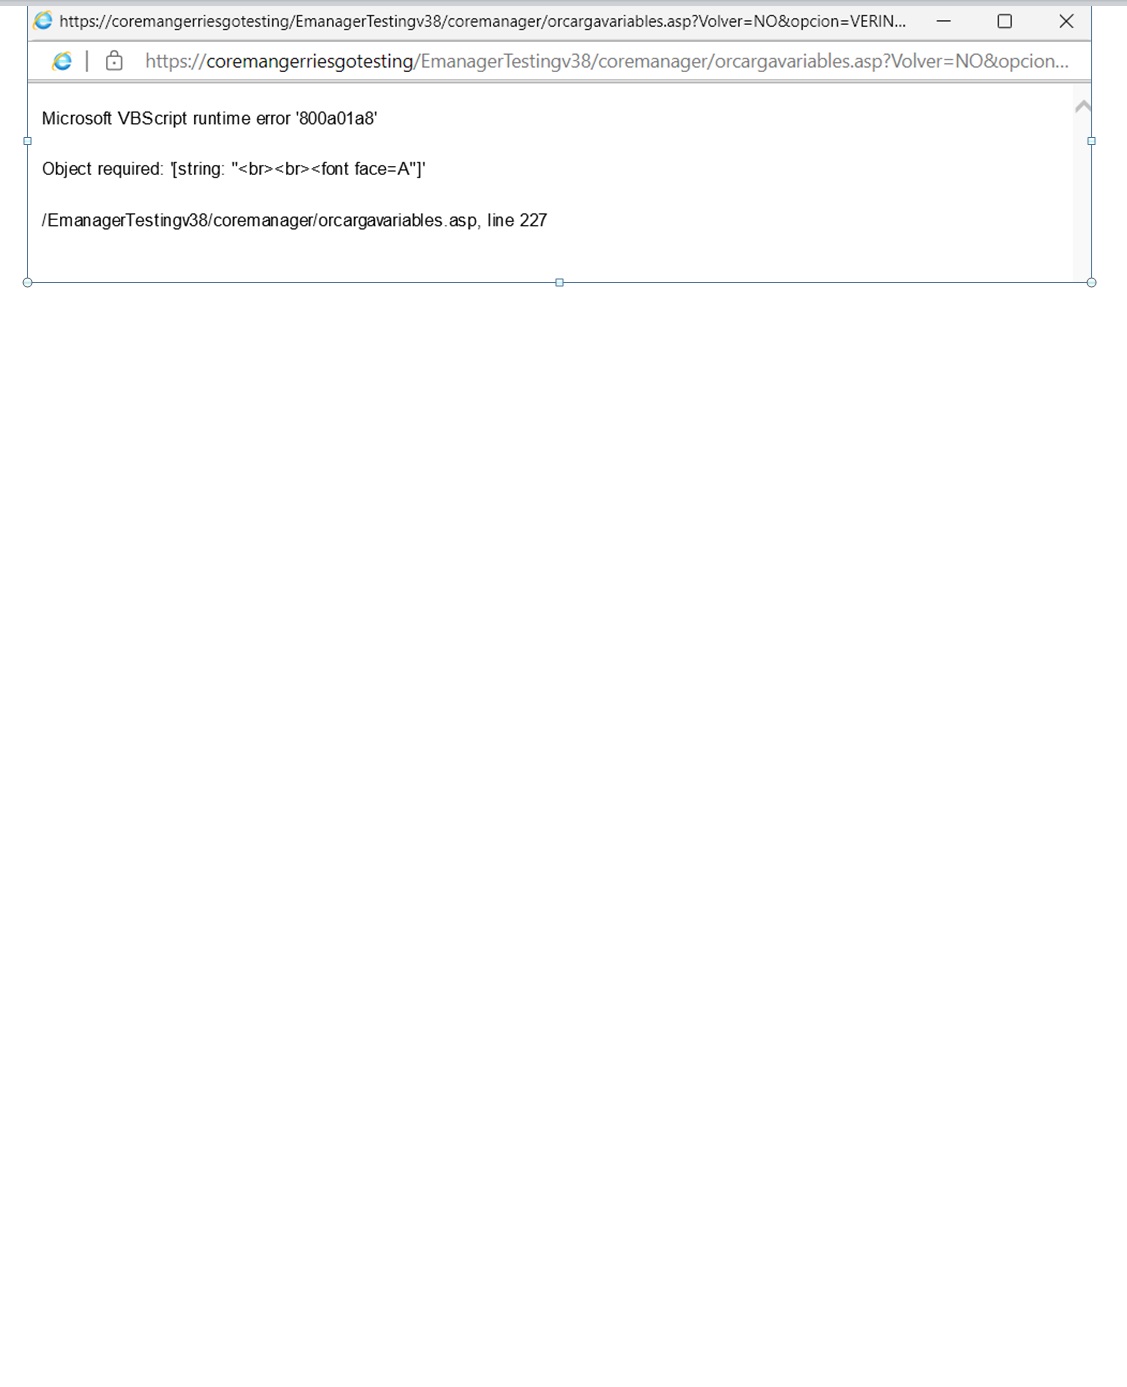 https://coremangerriesgotesting/EmanagerTestingv38/coremanager/orcargavariables.asp?Volver=NO&opcion=VERIN...
https://coremangerriesgotesting/EmanagerTestingv38/coremanager/orcargavariables.asp?Volver=NO&opcion...
Microsoft VBScript runtime error '800a01a8'
Object required: '[string: "<br><br><font face=A"]'
/EmanagerTestingv38/coremanager/orcargavariables.asp, line 227